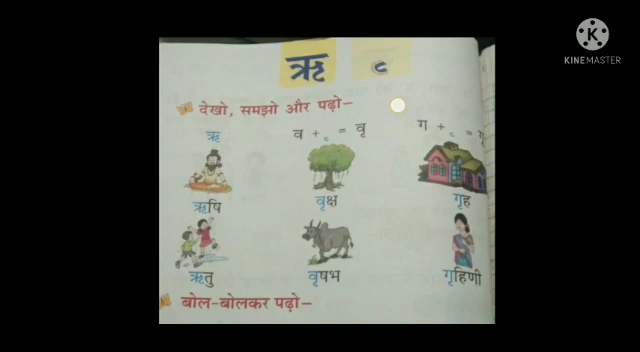 ऋ ृ
KINEMASTER
देखो, समझो और पढ़ो–
ऋ व + ृ = वृ ग + ृ = गृ
ऋषि वृक्ष गृह
ऋतु वृषभ गृहिणी
बोल-बोलकर पढ़ो–